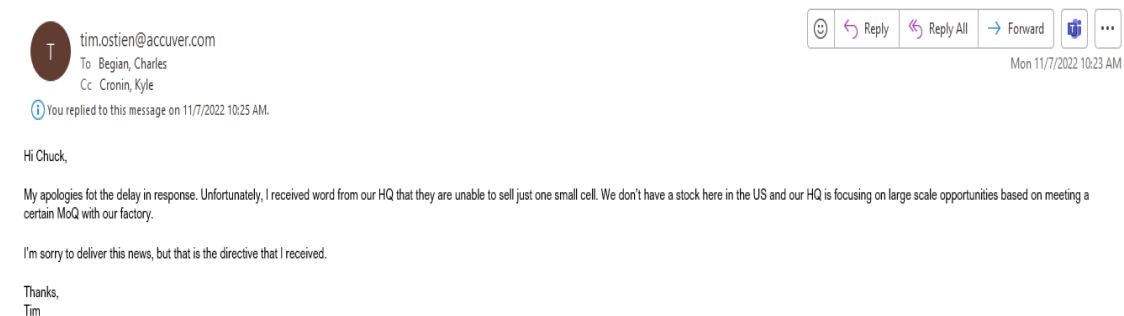 T
tim.ostien@accuver.com
To Begian, Charles
Cc Cronin, Kyle
Reply
Reply All
Forward
Mon 11/7/2022 10:23 AM
You replied to this message on 11/7/2022 10:25 AM.
Hi Chuck,
My apologies fot the delay in response. Unfortunately, I received word from our HQ that they are unable to sell just one small cell. We don't have a stock here in the US and our HQ is focusing on large scale opportunities based on meeting a
certain MoQ with our factory.
I'm sorry to deliver this news, but that is the directive that I received.
Thanks,
Tim